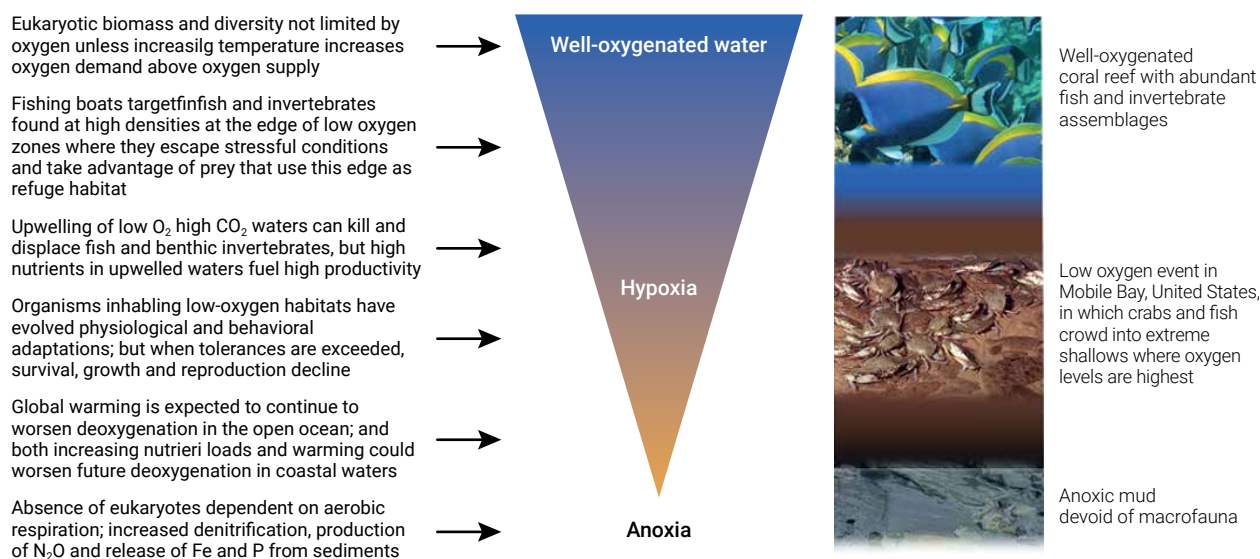 Eukaryotic biomass and diversity not limited by
oxygen unless increasilg temperature increases
oxygen demand above oxygen supply
Fishing boats targetfinfish and invertebrates
found at high densities at the edge of low oxygen
zones where they escape stressful conditions
and take advantage of prey that use this edge as
refuge habitat
Upwelling of low O₂ high CO₂ waters can kill and
displace fish and benthic invertebrates, but high
nutrients in upwelled waters fuel high productivity
Organisms inhabling low-oxygen habitats have
evolved physiological and behavioral
adaptations; but when tolerances are exceeded,
survival, growth and reproduction decline
Global warming is expected to continue to
worsen deoxygenation in the open ocean; and
both increasing nutrieri loads and warming could
worsen future deoxygenation in coastal waters
Absence of eukaryotes dependent on aerobic
respiration; increased denitrification, production
of N₂O and release of Fe and P from sediments
Well-oxygenated water
Hypoxia
Anoxia
Well-oxygenated
coral reef with abundant
fish and invertebrate
assemblages
Low oxygen event in
Mobile Bay, United States,
in which crabs and fish
crowd into extreme
shallows where oxygen
levels are highest
Anoxic mud
devoid of macrofauna